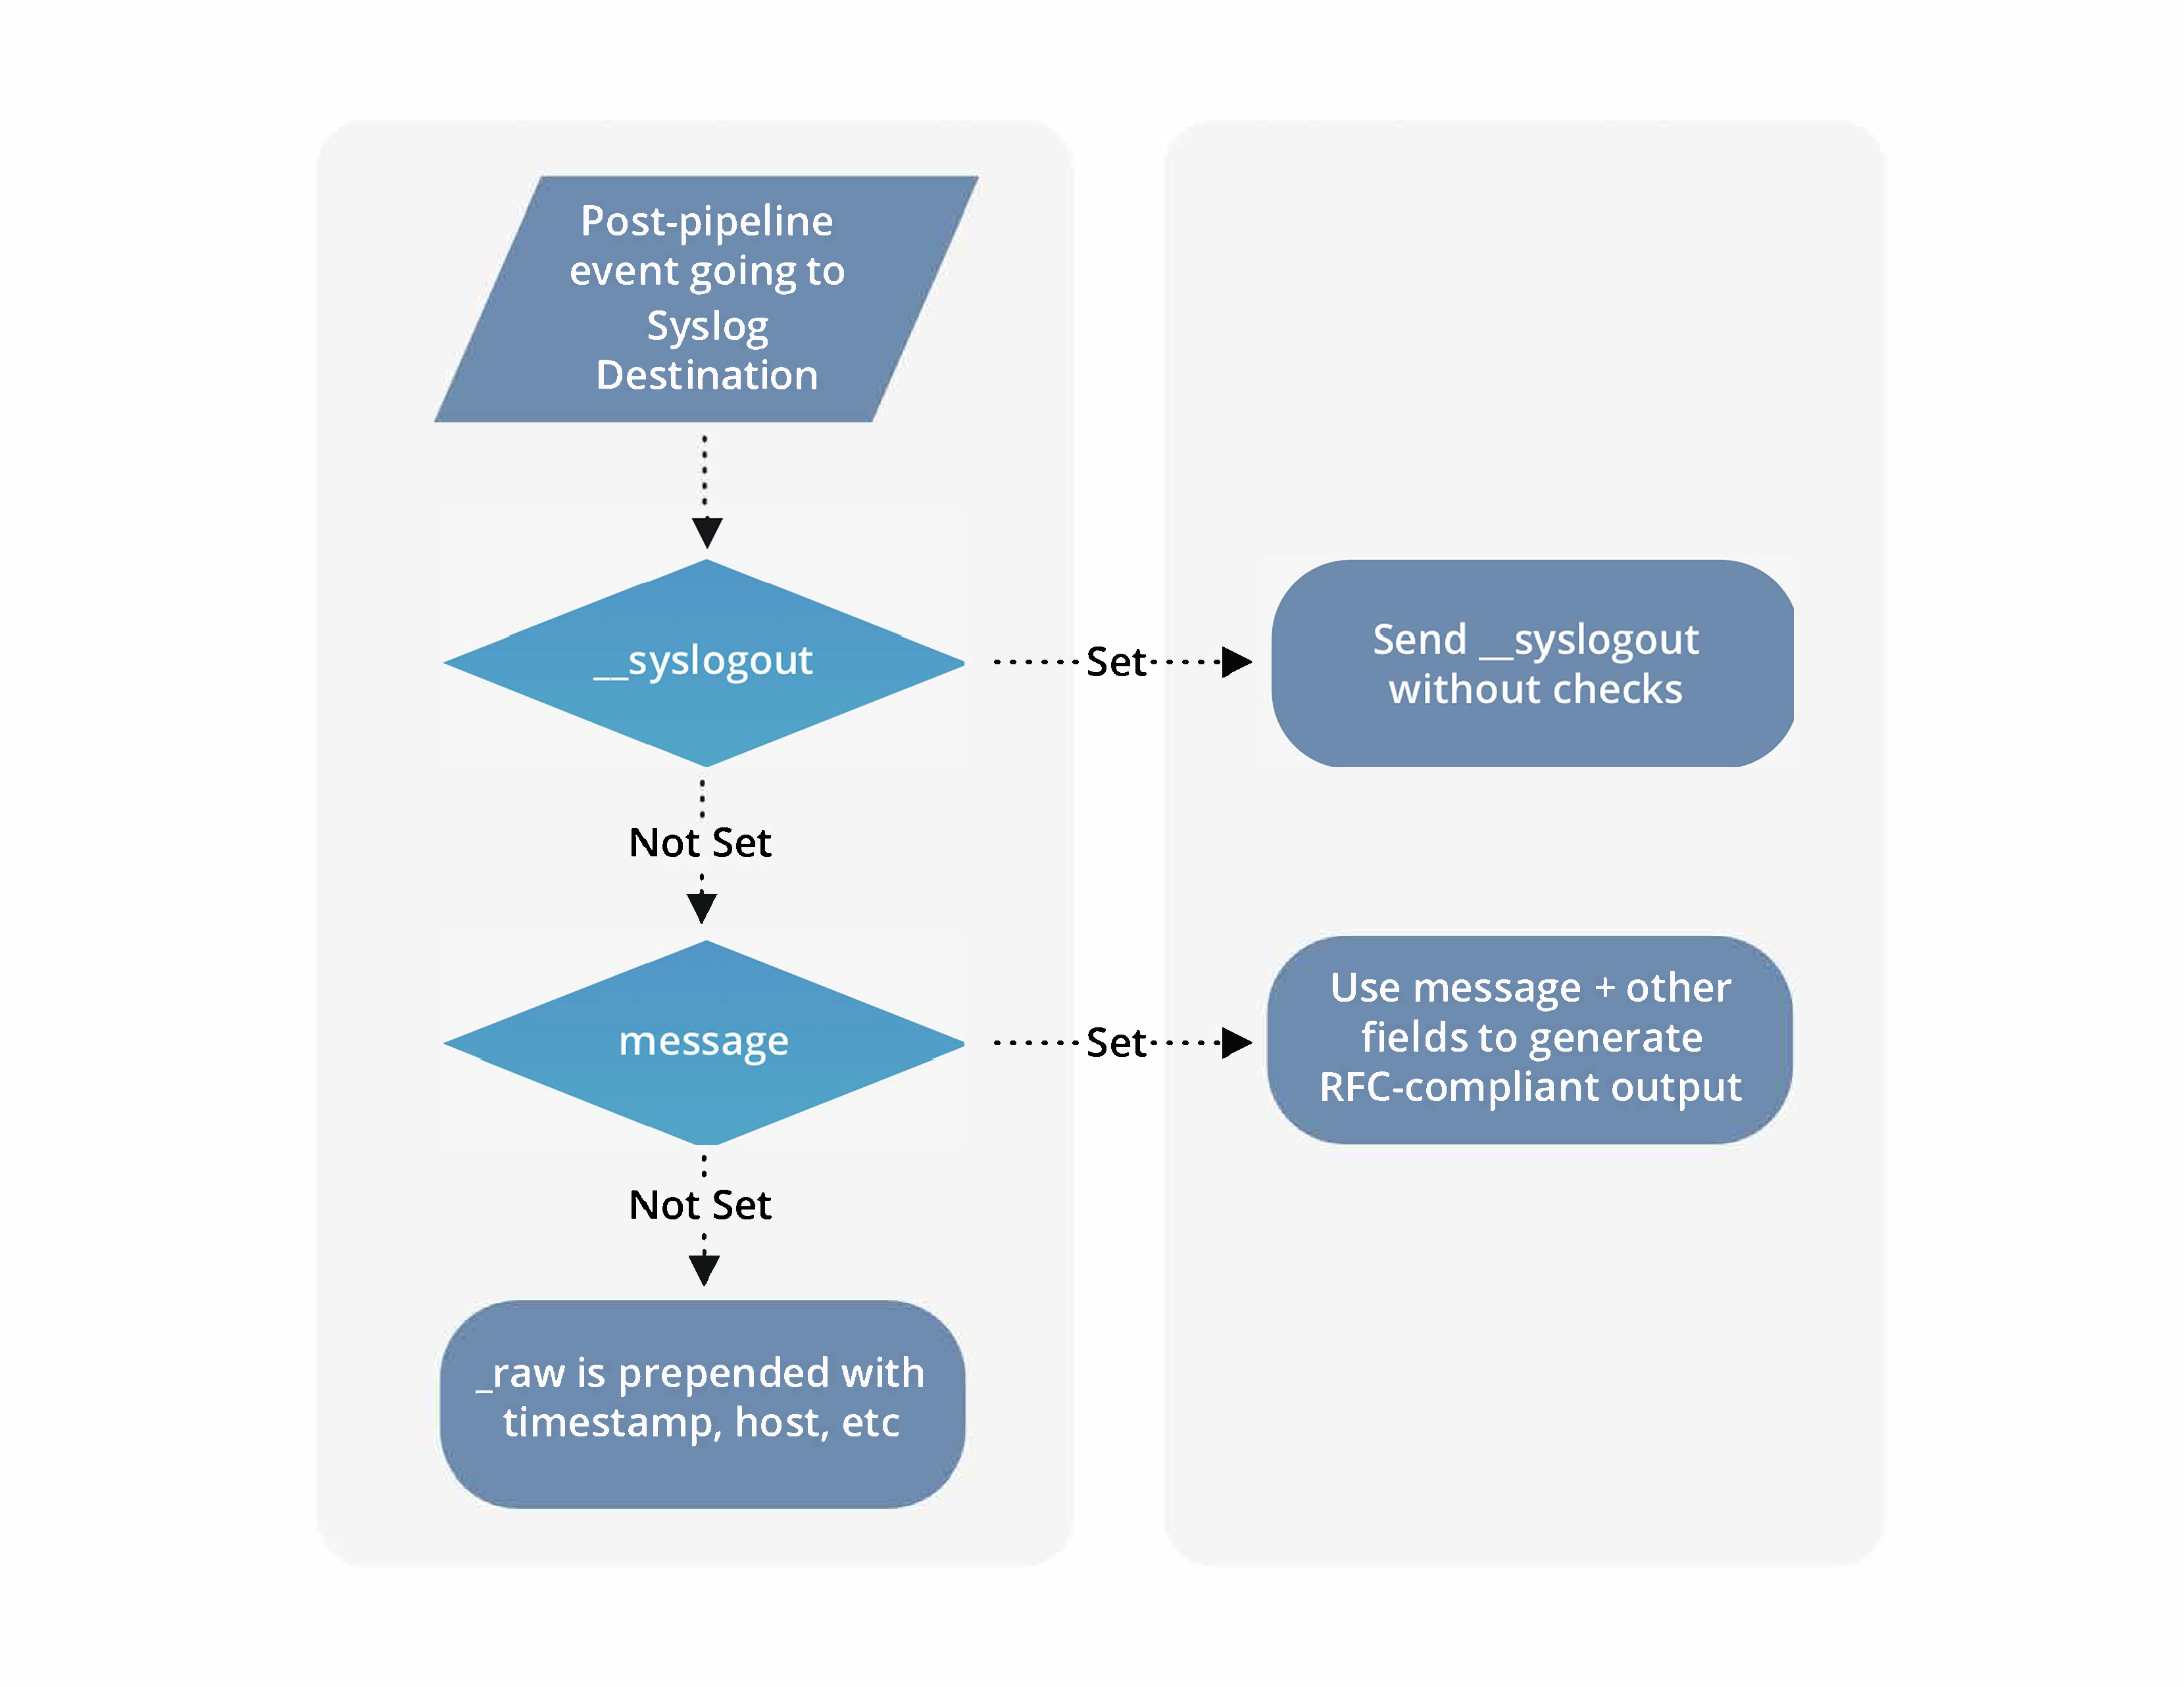 Post-pipeline
event going to
Syslog
Destination
__syslogout
Set
Send __syslogout
without checks
Not Set
message
Set
Use message + other
fields to generate
RFC-compliant output
Not Set
_raw is prepended with
timestamp, host, etc